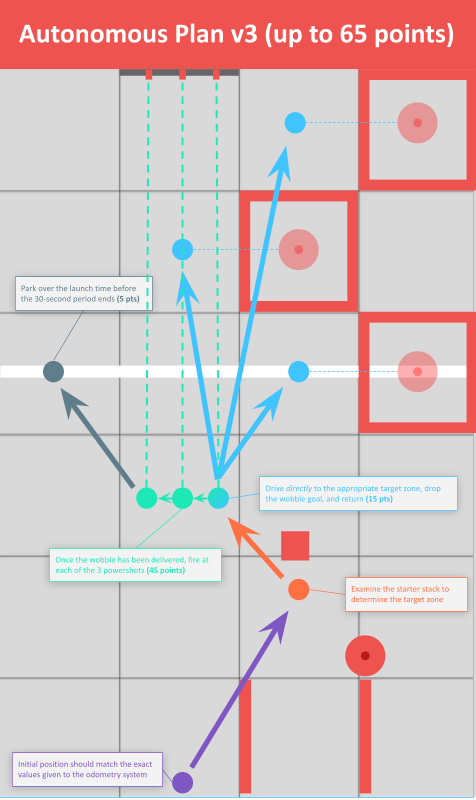 Autonomous Plan v3 (up to 65 points)
Park over the launch time before
the 30-second period ends (5 pts)
Drive directly to the appropriate target zone, drop
the wobble goal, and return (15 pts)
Once the wobble has been delivered, fire at
each of the 3 powershots (45 points)
Examine the starter stack to
determine the target zone
Initial position should match the exact
values given to the odometry system